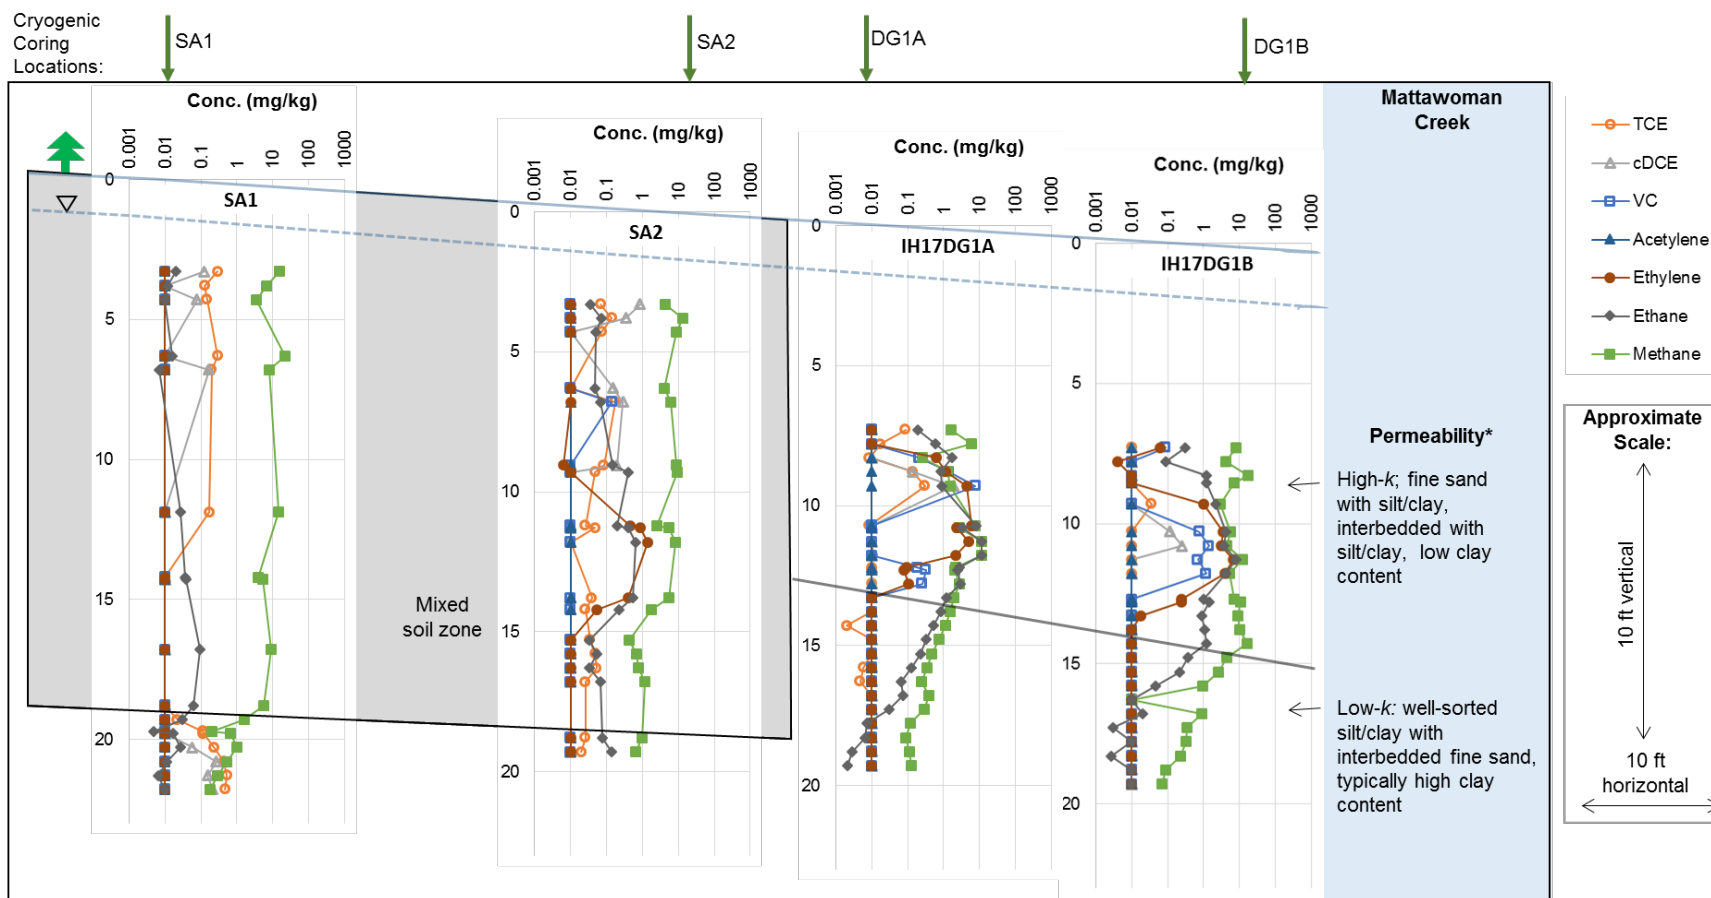 Cryogenic
Coring
Locations:
SA1
SA2
DG1A
DG1B
Conc. (mg/kg)
0.001
0.01
0.1
1
10
100
1000
SA1
0
5
10
15
20
Mixed
soil zone
Conc. (mg/kg)
0.001
0.01
0.1
1
10
100
1000
SA2
0
5
10
15
20
Conc. (mg/kg)
0.001
0.01
0.1
1
10
100
1000
IH17DG1A
0
5
10
15
20
Conc. (mg/kg)
0.001
0.01
0.1
1
10
100
1000
IH17DG1B
0
5
10
15
20
Mattawoman
Creek
Permeability*
High-k; fine sand
with silt/clay,
interbedded with
silt/clay, low clay
content
Low-k: well-sorted
silt/clay with
interbedded fine sand,
typically high clay
content
TCE
cDCE
VC
Acetylene
Ethylene
Ethane
Methane
Approximate
Scale:
10 ft vertical
10 ft
horizontal